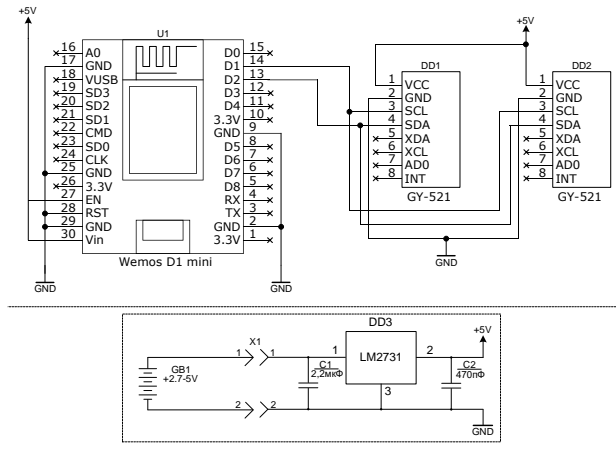 +5V
U1
16 A0
17 GND
18 VUSB
19 SD3
20 SD2
21 SD1
22 CMD
23 SD0
24 CLK
25 GND
26 3.3V
27 EN
28 RST
29 GND
30 Vin
D0 15
D1 14
D2 13
D3 12
D4 11
3.3V 10
GND 9
D5 8
D6 7
D7 6
D8 5
RX 4
TX 3
GND 2
3.3V 1
Wemos D1 mini
GND
GND
+5V
DD1
1 VCC
2 GND
3 SCL
4 SDA
5 XDA
6 XCL
7 AD0
8 INT
GY-521
DD2
1 VCC
2 GND
3 SCL
4 SDA
5 XDA
6 XCL
7 AD0
8 INT
GY-521
GND
GB1
+2.7-5V
X1
1 1
2 2
C1
2,2мкФ
DD3
1 LM2731 2
3
+5V
C2
470пФ
GND